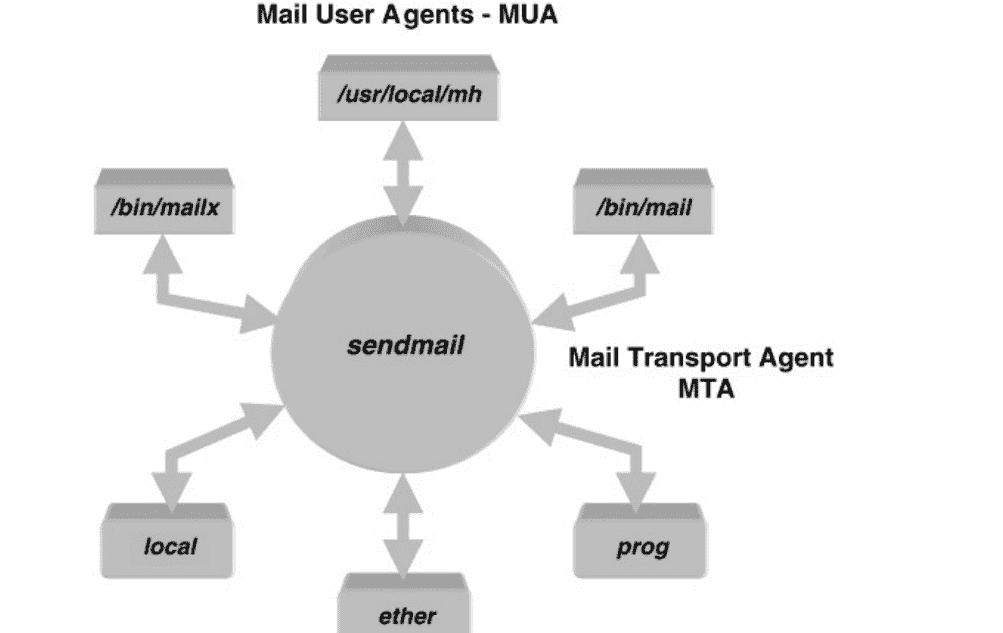 Mail User Agents - MUA
/usr/local/mh
/bin/mailx
/bin/mail
sendmail
Mail Transport Agent
MTA
local
prog
ether